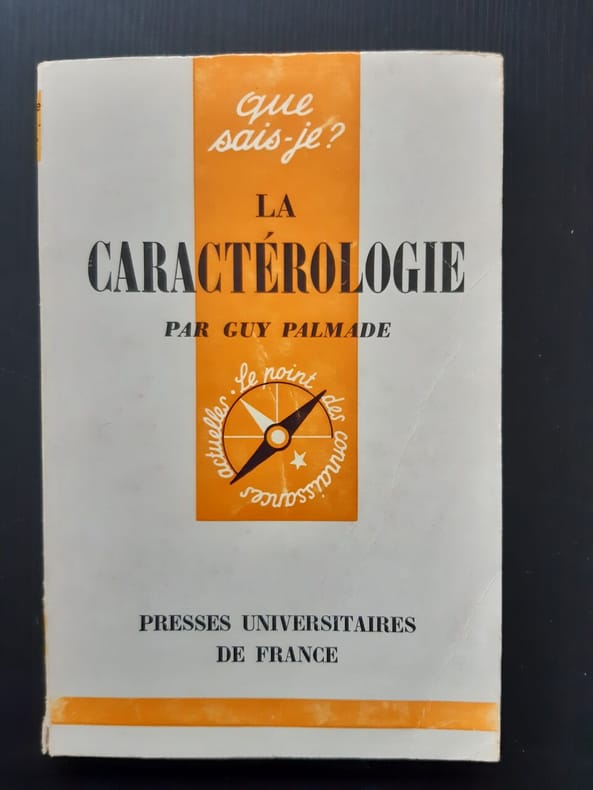 que
sais-je?
LA
CARACTÉROLOGIE
PAR GUY PALMADE
Le point des connaissances actuelles.
PRESSES UNIVERSITAIRES
DE FRANCE